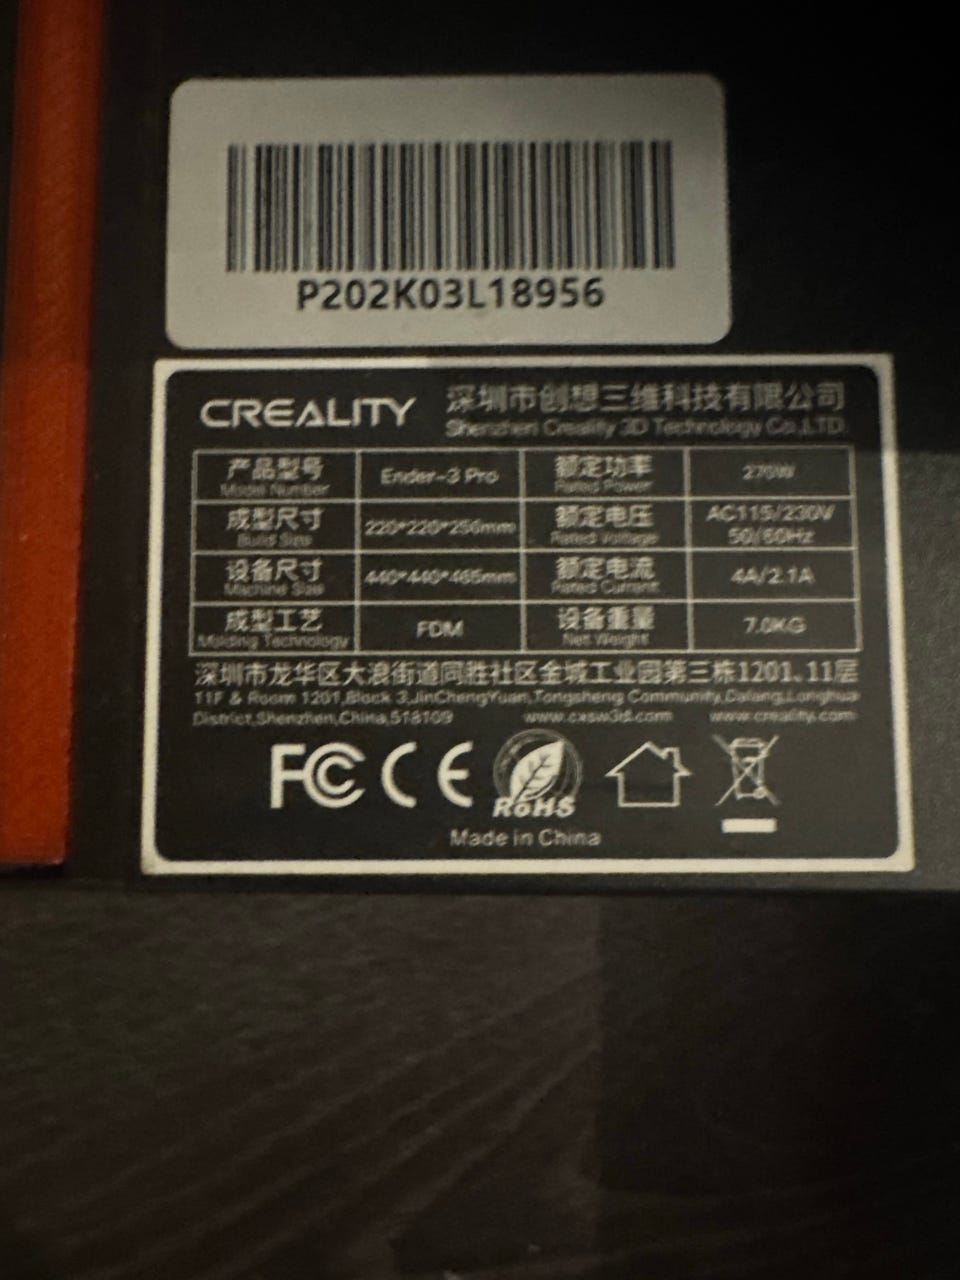 P202K03L18956
CREALITY 深圳市创想三维科技有限公司
Shenzhen Creality 3D Technology Co.,LTD
产品型号 Ender-3 Pro 额定功率 270W
Model Number Rated Power
成型尺寸 220*220*250mm 额定电压 AC115/230V
Build Size Rated Voltage 50/60Hz
设备尺寸 440*440*465mm 额定电流 4A/2.1A
Machine Size Rated Current
成型工艺 FDM 设备重量 7.0KG
Molding Technology Net Weight
深圳市龙华区大浪街道同胜社区金城工业园第三栋1201、11层
11F & Room 1201,Block 3,JinChengYuan,Tongsheng Community,Dalang,Longhua
District,Shenzhen,China,518109 www.cxsw3d.com www.creality.com
FC CE RoHS
Made in China